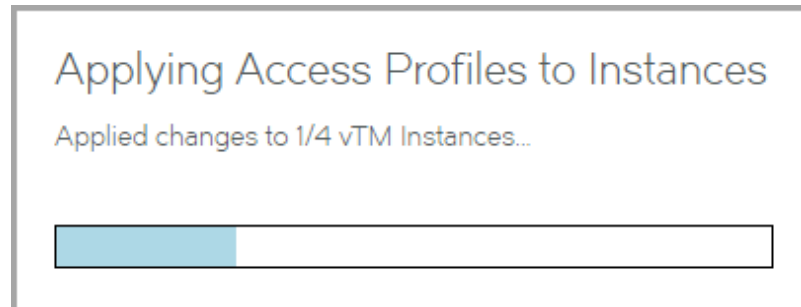 Applying Access Profiles to Instances
Applied changes to 1/4 vTM Instances...